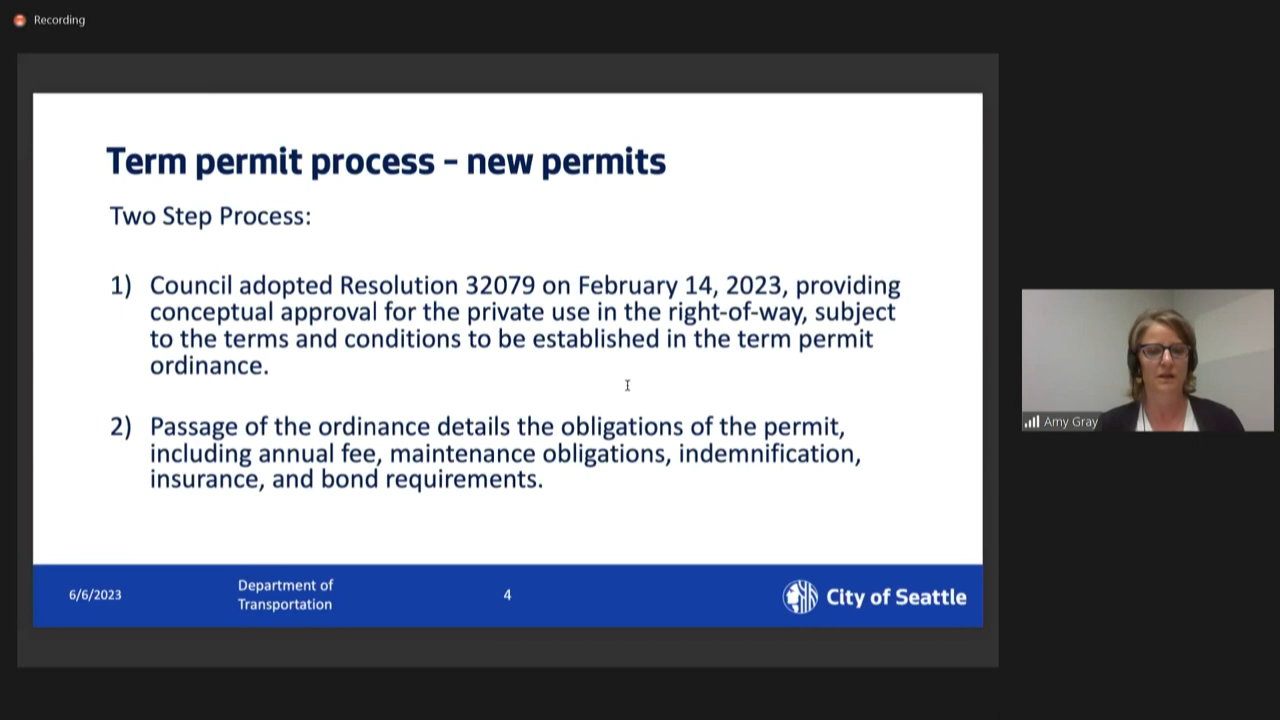 Recording
Term permit process – new permits
Two Step Process:
1) Council adopted Resolution 32079 on February 14, 2023, providing
conceptual approval for the private use in the right-of-way, subject
to the terms and conditions to be established in the term permit
ordinance.
2) Passage of the ordinance details the obligations of the permit,
including annual fee, maintenance obligations, indemnification,
insurance, and bond requirements.
6/6/2023
Department of
Transportation
4
City of Seattle
Amy Gray